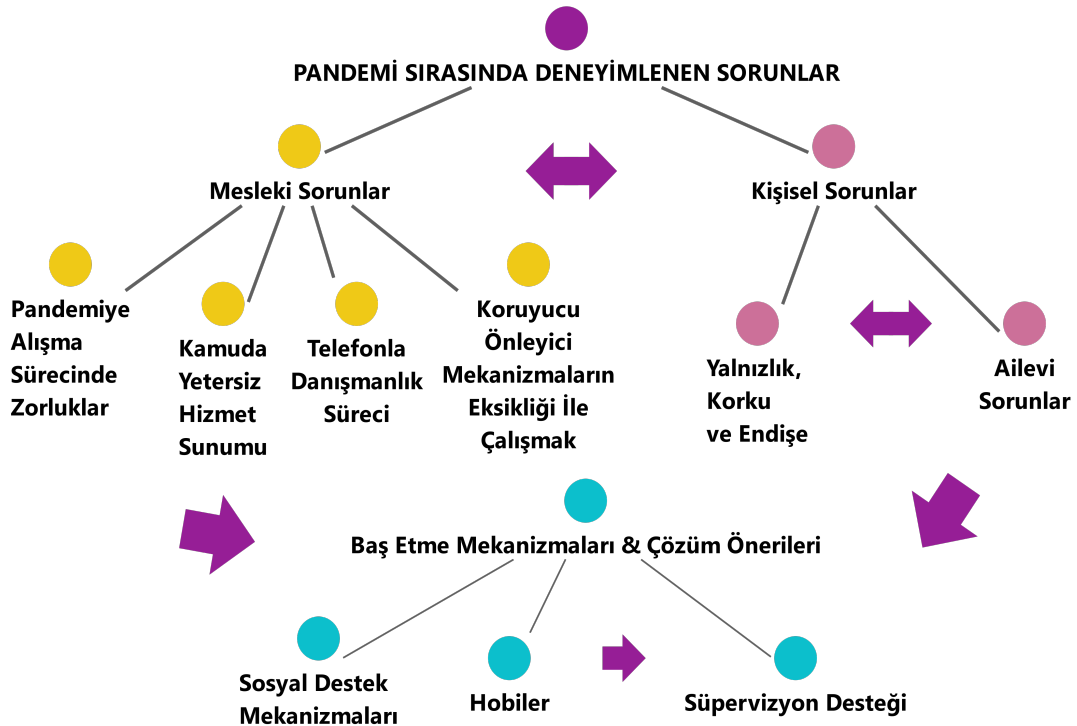 PANDEMİ SIRASINDA DENEYİMLENEN SORUNLAR
Mesleki Sorunlar
Kişisel Sorunlar
Pandemiye
Alışma
Sürecinde
Zorluklar
Kamuda
Yetersiz
Hizmet
Sunumu
Telefonla
Danışmanlık
Süreci
Koruyucu
Önleyici
Mekanizmaların
Eksikliği İle
Çalışmak
Yalnızlık,
Korku
ve Endişe
Ailevi
Sorunlar
Baş Etme Mekanizmaları & Çözüm Önerileri
Sosyal Destek
Mekanizmaları
Hobiler
Süpervizyon Desteği